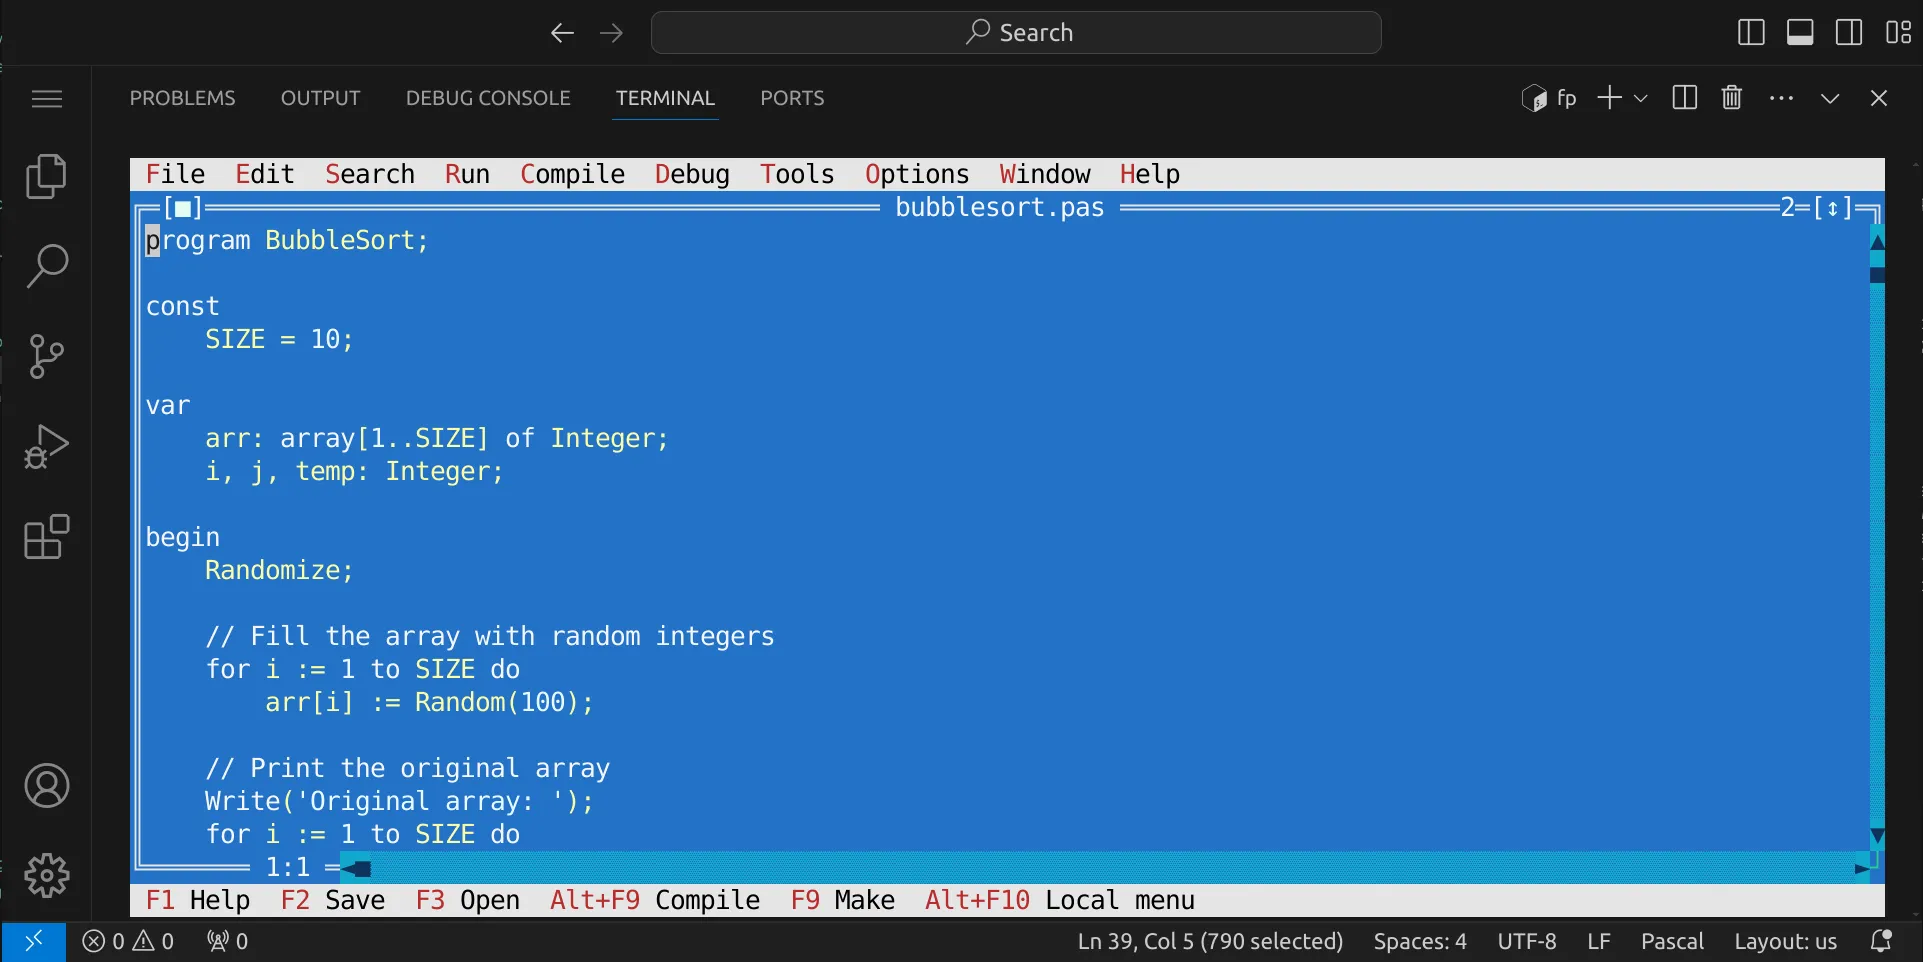 Search
PROBLEMS OUTPUT DEBUG CONSOLE TERMINAL PORTS fp
File Edit Search Run Compile Debug Tools Options Window Help
[■] bubblesort.pas 2=[↕]
program BubbleSort;
const
    SIZE = 10;
var
    arr: array[1..SIZE] of Integer;
    i, j, temp: Integer;
begin
    Randomize;
    // Fill the array with random integers
    for i := 1 to SIZE do
        arr[i] := Random(100);
    // Print the original array
    Write('Original array: ');
    for i := 1 to SIZE do
1:1
F1 Help F2 Save F3 Open Alt+F9 Compile F9 Make Alt+F10 Local menu
0 0 0 Ln 39, Col 5 (790 selected) Spaces: 4 UTF-8 LF Pascal Layout: us